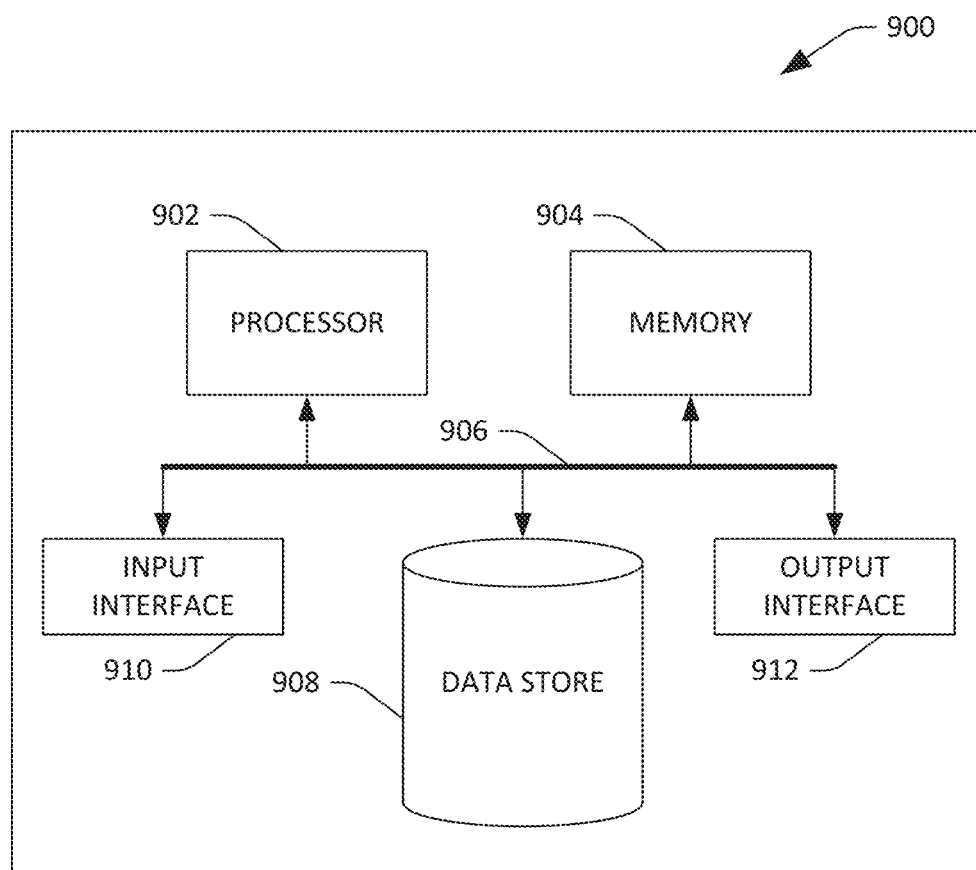 900
902
904
PROCESSOR
MEMORY
906
INPUT
INTERFACE
OUTPUT
INTERFACE
910
908
DATA STORE
912